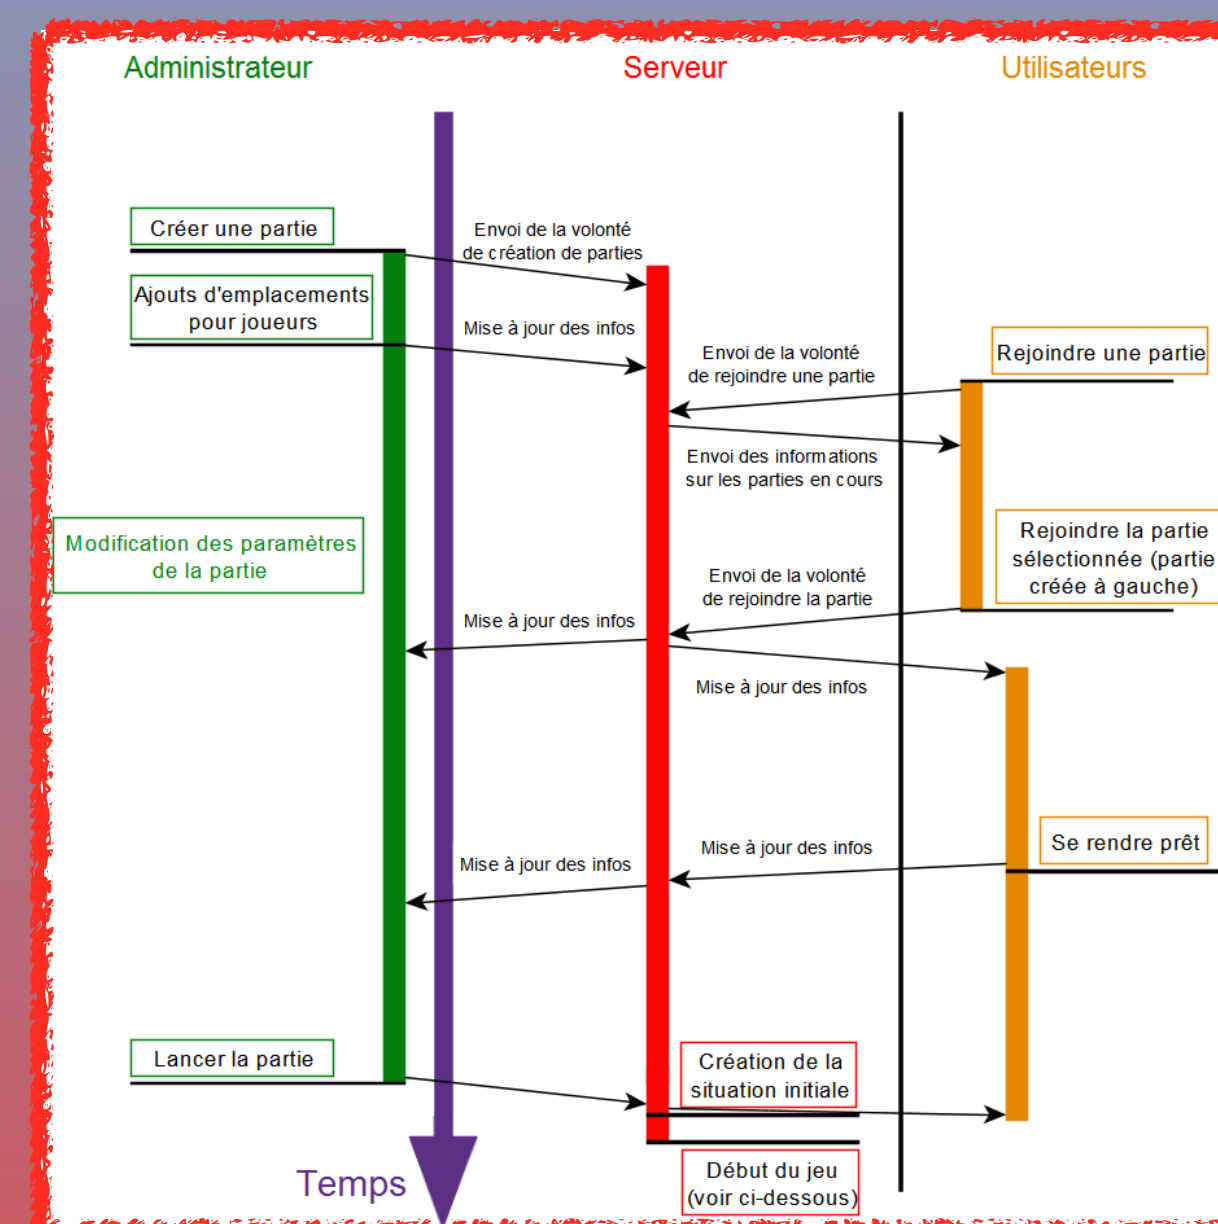 Administrateur
Serveur
Utilisateurs
Créer une partie
Envoi de la volonté
de création de parties
Ajouts d'emplacements
pour joueurs
Mise à jour des infos
Envoi de la volonté
de rejoindre une partie
Rejoindre une partie
Envoi des informations
sur les parties en cours
Modification des paramètres
de la partie
Rejoindre la partie
sélectionnée (partie
créée à gauche)
Envoi de la volonté
de rejoindre la partie
Mise à jour des infos
Mise à jour des infos
Se rendre prêt
Mise à jour des infos
Mise à jour des infos
Lancer la partie
Création de la
situation initiale
Début du jeu
(voir ci-dessous)
Temps